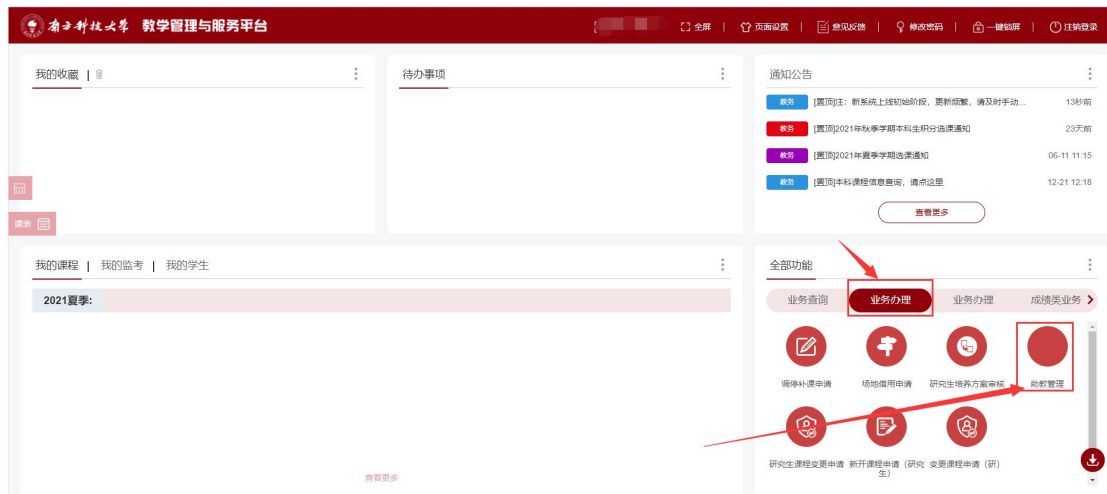 南方科技大学 教学管理与服务平台
全屏 | 页面设置 | 意见反馈 | 修改密码 | 一键锁屏 | 注销登录
我的收藏 |
待办事项
通知公告
教务 [置顶]注:新系统上线初始阶段,更新频繁,请及时手动... 13秒前
教务 [置顶]2021年秋季学期本科生积分选课通知 23天前
教务 [置顶]2021年夏季学期选课通知 06-11 11:15
教务 [置顶]本科课程信息查询,请点这里 12-21 12:18
查看更多
课表
我的课程 | 我的监考 | 我的学生
2021夏季:
查看更多
全部功能
业务查询 业务办理 业务办理 成绩类业务
调停补课申请 场地借用申请 研究生培养方案审核 助教管理
研究生课程变更申请 新开课程申请(研究生) 变更课程申请(研)